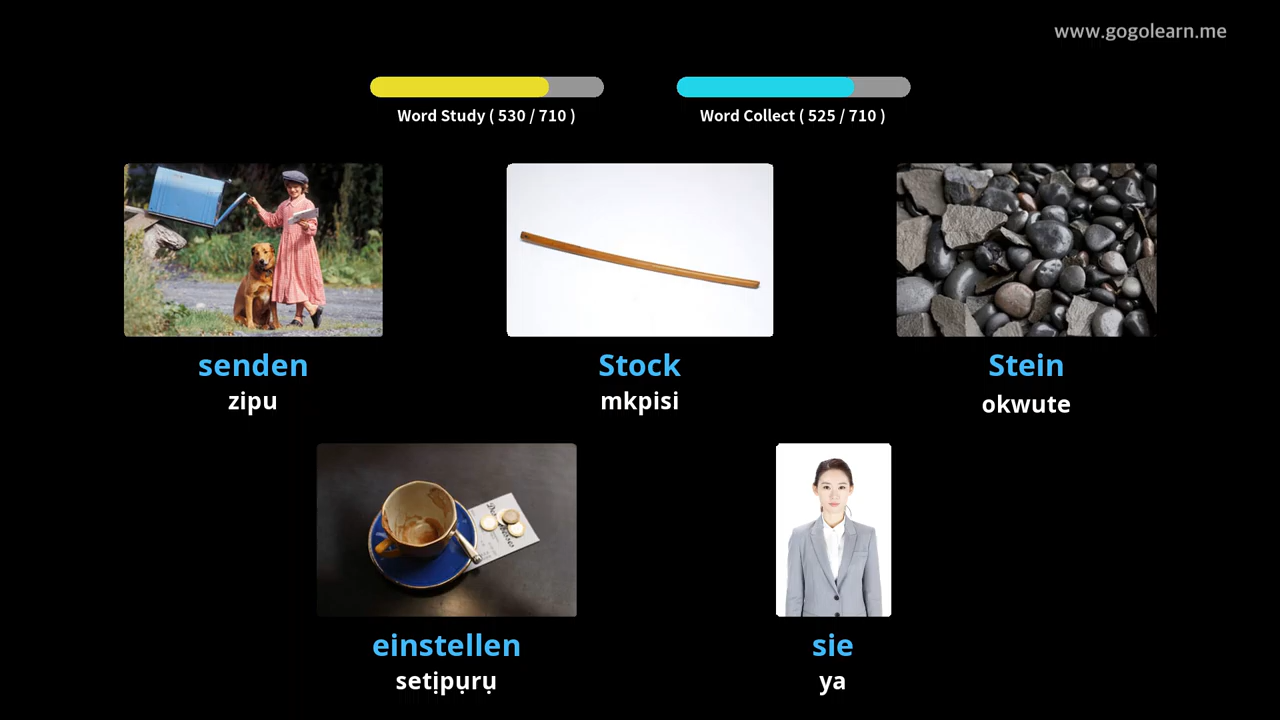 www.gogolearn.me
Word Study ( 530 / 710 )
Word Collect ( 525 / 710 )
senden
zipu
Stock
mkpisi
Stein
okwute
einstellen
setịpụrụ
sie
ya